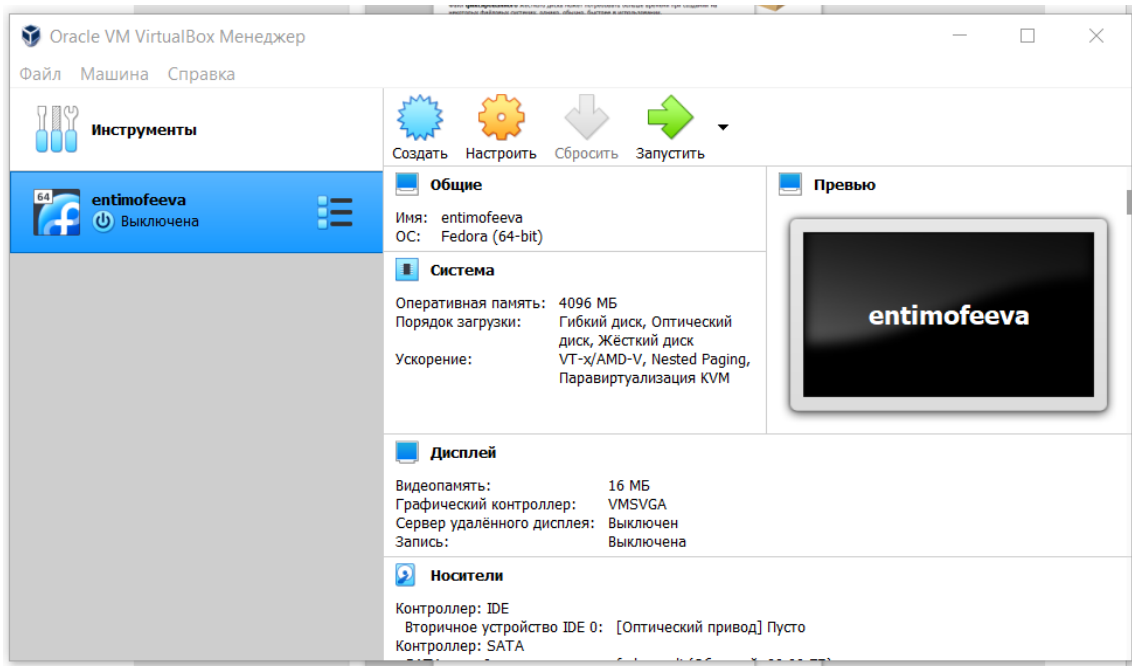 Oracle VM VirtualBox Менеджер
Файл Машина Справка
Инструменты
Создать Настроить Сбросить Запустить
64
entimofeeva
Выключена
Общие
Имя: entimofeeva
ОС: Fedora (64-bit)
Превью
entimofeeva
Система
Оперативная память: 4096 МБ
Порядок загрузки: Гибкий диск, Оптический
диск, Жёсткий диск
Ускорение: VT-x/AMD-V, Nested Paging,
Паравиртуализация KVM
Дисплей
Видеопамять: 16 МБ
Графический контроллер: VMSVGA
Сервер удалённого дисплея: Выключен
Запись: Выключена
Носители
Контроллер: IDE
Вторичное устройство IDE 0: [Оптический привод] Пусто
Контроллер: SATA